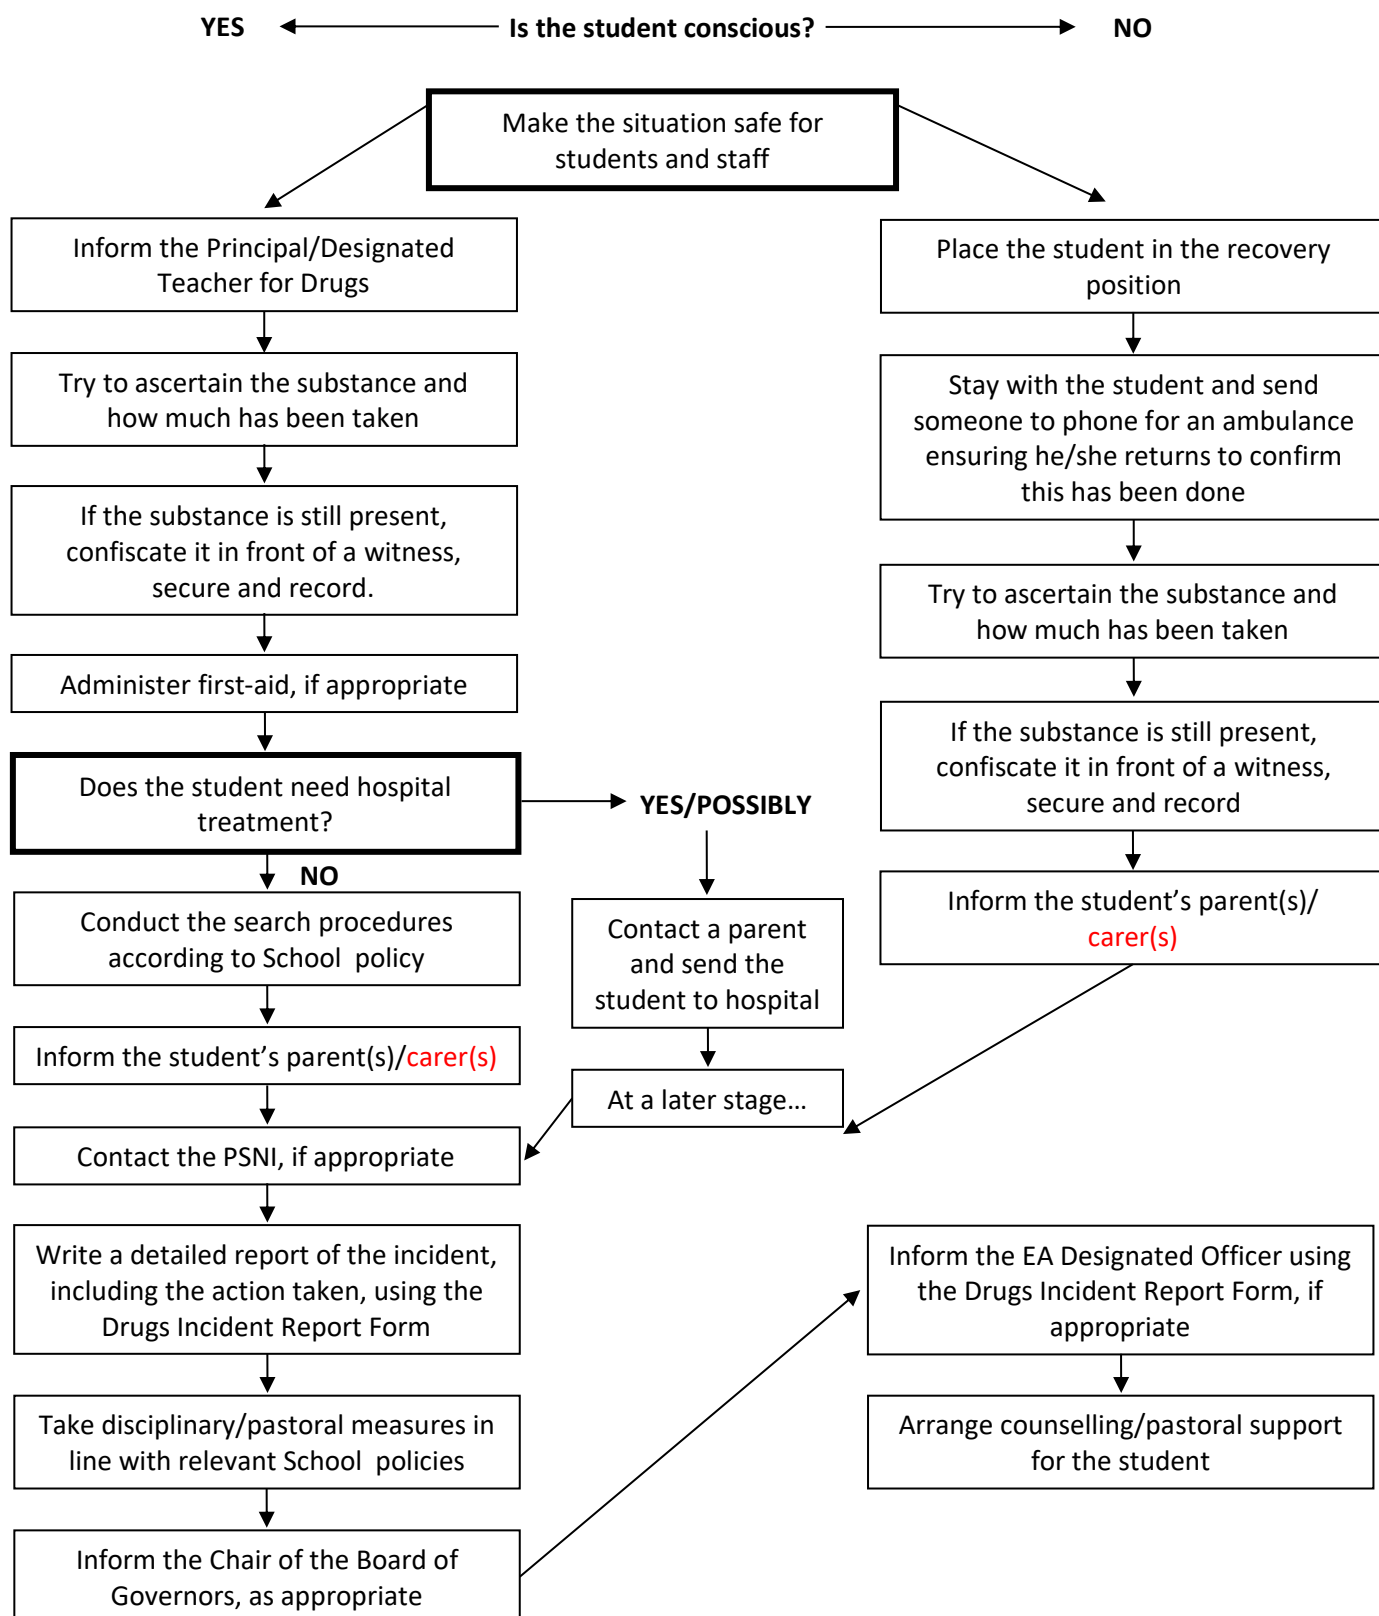 YES
Is the student conscious?
NO
Make the situation safe for
students and staff
Inform the Principal/Designated
Teacher for Drugs
Try to ascertain the substance and
how much has been taken
If the substance is still present,
confiscate it in front of a witness,
secure and record.
Administer first-aid, if appropriate
Does the student need hospital
treatment?
YES/POSSIBLY
NO
Conduct the search procedures
according to School  policy
Inform the student’s parent(s)/carer(s)
Contact a parent
and send the
student to hospital
At a later stage…
Contact the PSNI, if appropriate
Write a detailed report of the incident,
including the action taken, using the
Drugs Incident Report Form
Take disciplinary/pastoral measures in
line with relevant School  policies
Inform the Chair of the Board of
Governors, as appropriate
Place the student in the recovery
position
Stay with the student and send
someone to phone for an ambulance
ensuring he/she returns to confirm
this has been done
Try to ascertain the substance and
how much has been taken
If the substance is still present,
confiscate it in front of a witness,
secure and record
Inform the student’s parent(s)/
carer(s)
Inform the EA Designated Officer using
the Drugs Incident Report Form, if
appropriate
Arrange counselling/pastoral support
for the student